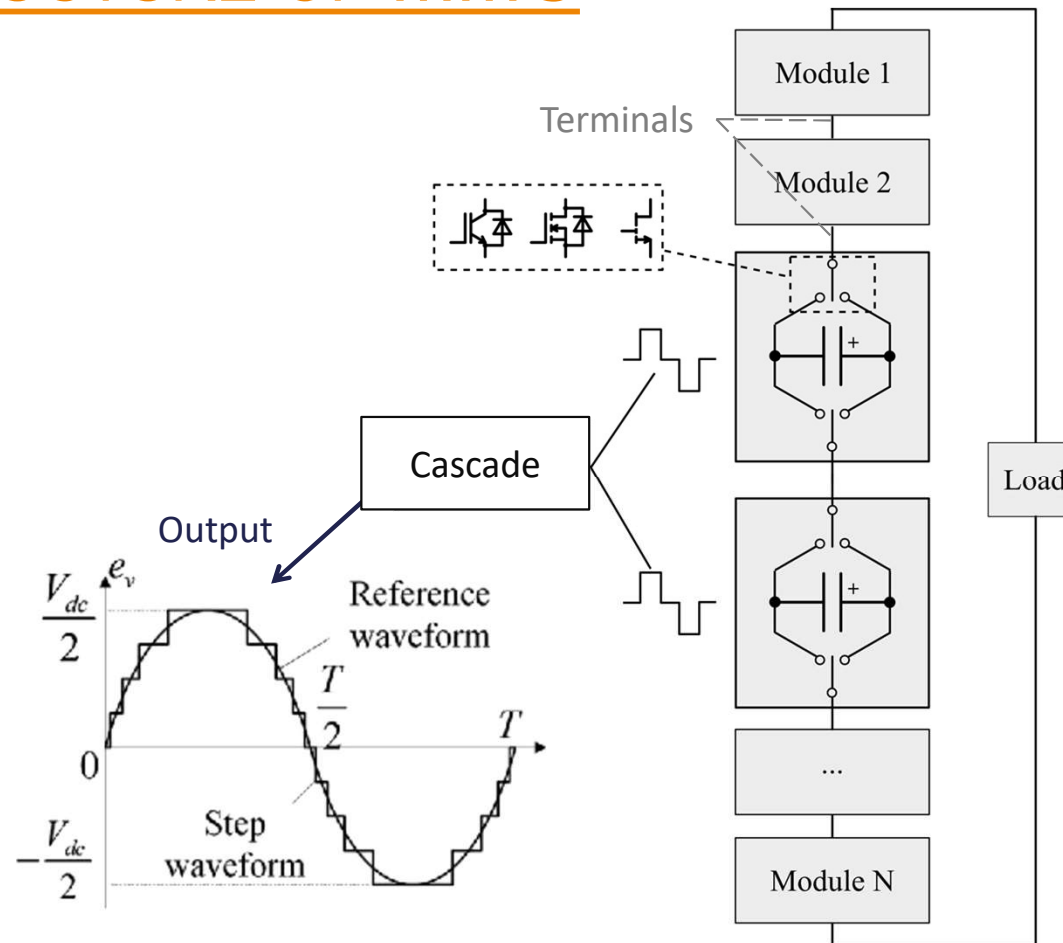 Module 1
Terminals
Module 2
+
Cascade
Load
Output
+
e_v
V_dc/2
Reference
waveform
T/2
T
0
Step
waveform
-V_dc/2
...
Module N